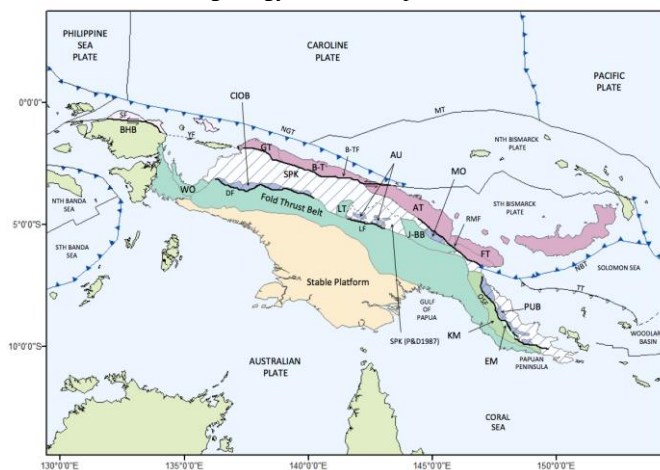 PHILIPPINE
SEA
PLATE
CAROLINE
PLATE
PACIFIC
PLATE
CIOB
0°0'0"
SF
BHB
YF
NGT
MT
NTH BISMARCK
PLATE
GT
B-T
B-TF
AU
MO
SPK
STH BISMARCK
PLATE
WO
DF
Fold Thrust Belt
LT
AT
RMF
NTH BANDA
SEA
5°0'0"S
LF
J-BB
FT
STH BANDA
SEA
NBT
SOLOMON SEA
TT
Stable Platform
GULF
OF
PAPUA
OSF
PUB
WOODLARK
BASIN
SPK (P&D1987)
KM
10°0'0"S
EM
PAPUAN
PENINSULA
AUSTRALIAN
PLATE
CORAL
SEA
130°0'0"E
135°0'0"E
140°0'0"E
145°0'0"E
150°0'0"E